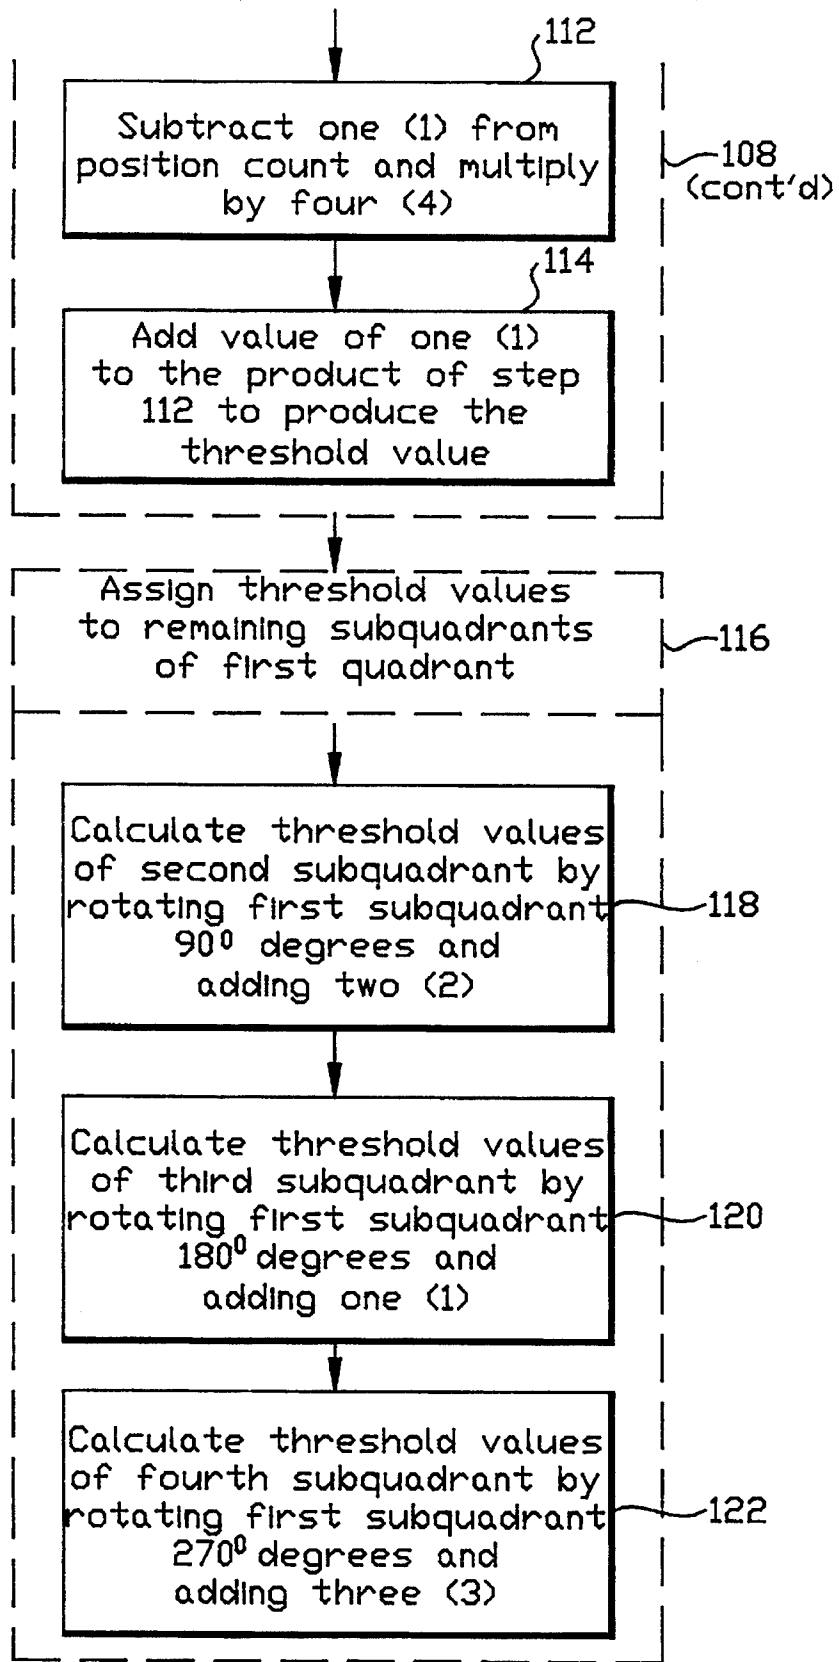 112
Subtract one (1) from
position count and multiply
by four (4)
108
(cont'd)
114
Add value of one (1)
to the product of step
112 to produce the
threshold value
Assign threshold values
to remaining subquadrants
of first quadrant
116
Calculate threshold values
of second subquadrant by
rotating first subquadrant
90⁰ degrees and
adding two (2)
118
Calculate threshold values
of third subquadrant by
rotating first subquadrant
180⁰ degrees and
adding one (1)
120
Calculate threshold values
of fourth subquadrant by
rotating first subquadrant
270⁰ degrees and
adding three (3)
122